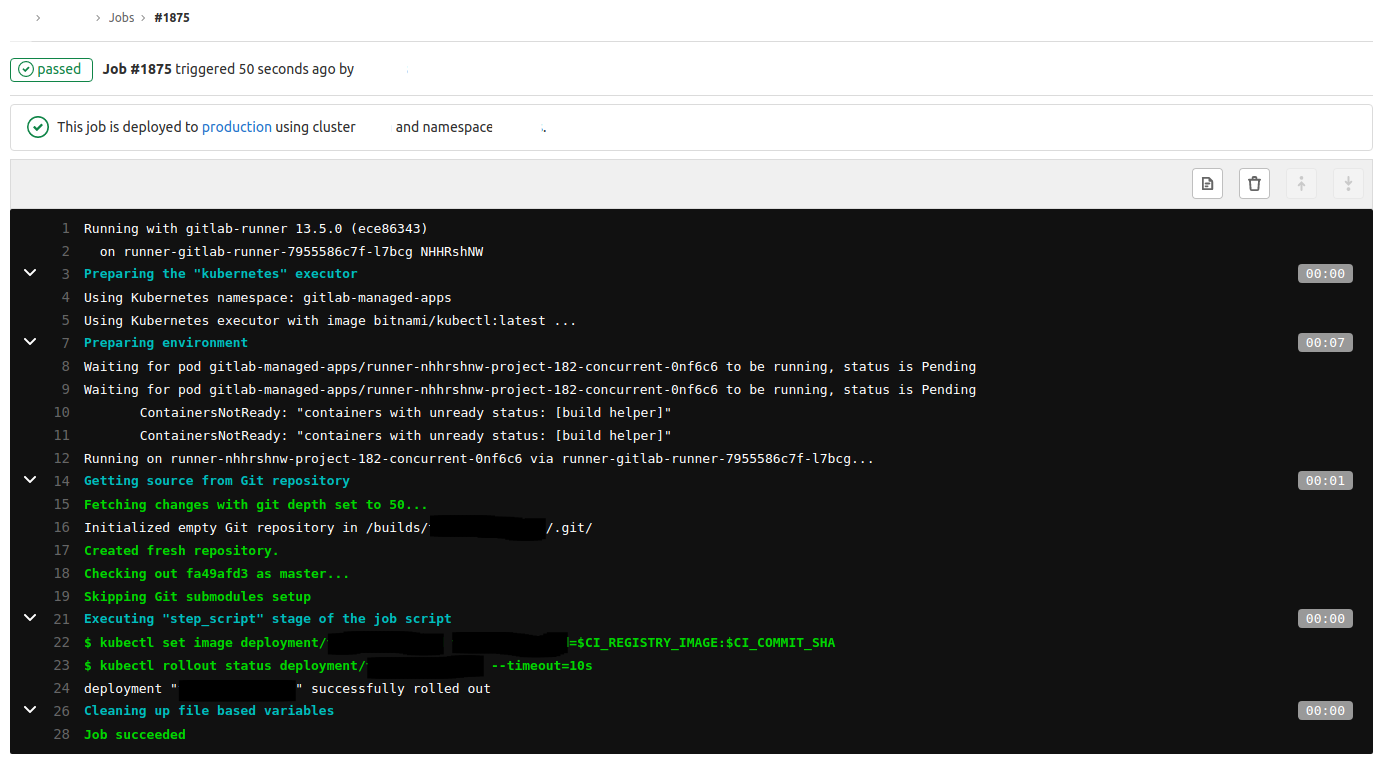 › › Jobs › #1875
passed Job #1875 triggered 50 seconds ago by
This job is deployed to production using cluster and namespace .
1 Running with gitlab-runner 13.5.0 (ece86343)
2 on runner-gitlab-runner-7955586c7f-l7bcg NHHRshNW
3 Preparing the "kubernetes" executor 00:00
4 Using Kubernetes namespace: gitlab-managed-apps
5 Using Kubernetes executor with image bitnami/kubectl:latest ...
7 Preparing environment 00:07
8 Waiting for pod gitlab-managed-apps/runner-nhhrshnw-project-182-concurrent-0nf6c6 to be running, status is Pending
9 Waiting for pod gitlab-managed-apps/runner-nhhrshnw-project-182-concurrent-0nf6c6 to be running, status is Pending
10 ContainersNotReady: "containers with unready status: [build helper]"
11 ContainersNotReady: "containers with unready status: [build helper]"
12 Running on runner-nhhrshnw-project-182-concurrent-0nf6c6 via runner-gitlab-runner-7955586c7f-l7bcg...
14 Getting source from Git repository 00:01
15 Fetching changes with git depth set to 50...
16 Initialized empty Git repository in /builds/ /.git/
17 Created fresh repository.
18 Checking out fa49afd3 as master...
19 Skipping Git submodules setup
21 Executing "step_script" stage of the job script 00:00
22 $ kubectl set image deployment/ =$CI_REGISTRY_IMAGE:$CI_COMMIT_SHA
23 $ kubectl rollout status deployment/ --timeout=10s
24 deployment " " successfully rolled out
26 Cleaning up file based variables 00:00
28 Job succeeded